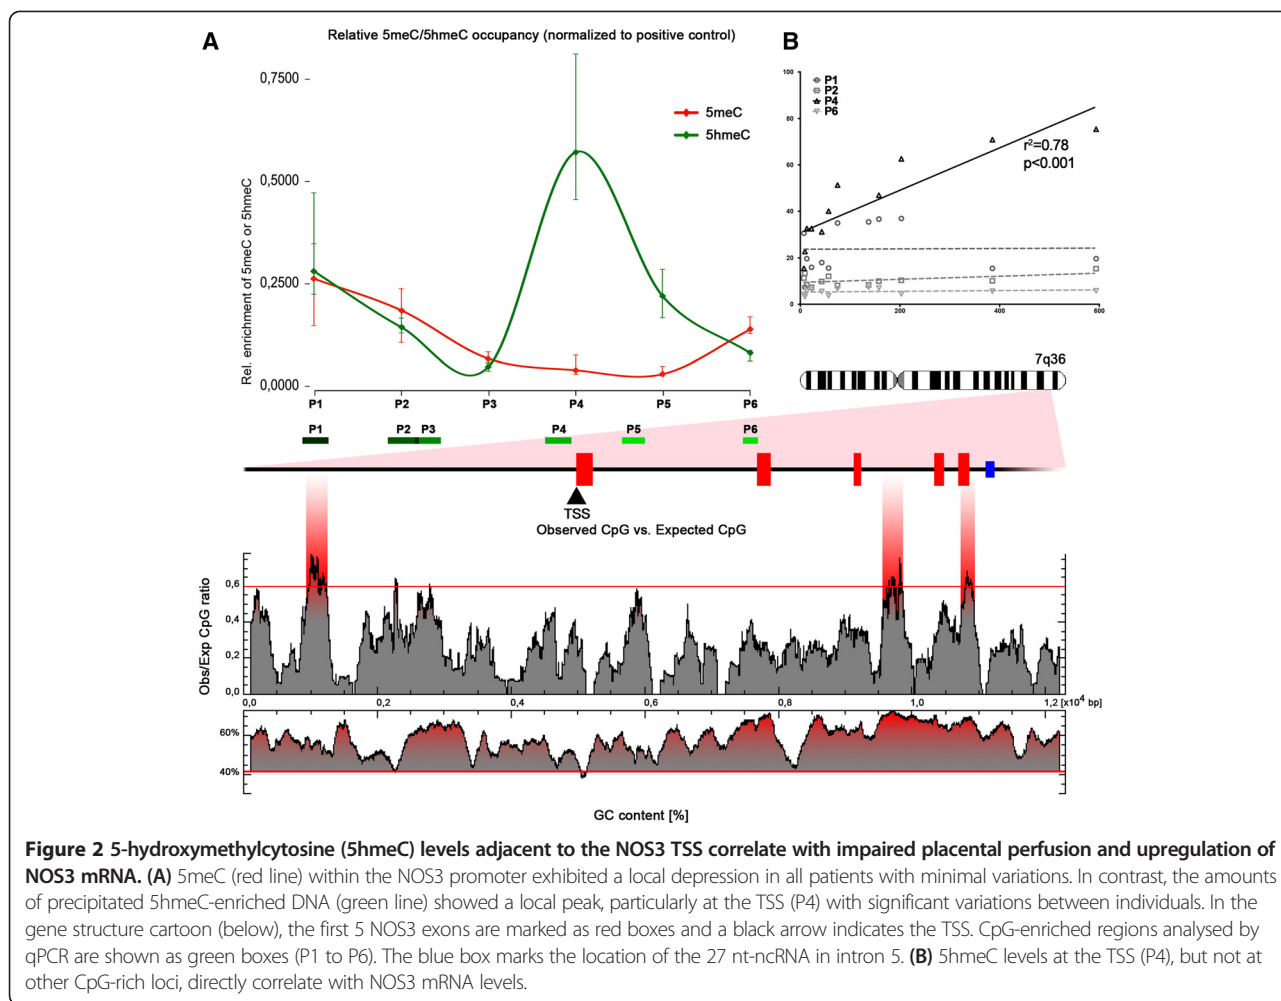 A
Relative 5meC/5hmeC occupancy (normalized to positive control)
Rel. enrichment of 5meC or 5hmeC
0,7500
0,5000
0,2500
0,0000
5meC
5hmeC
P1 P2 P3 P4 P5 P6
B
100
80
60
40
20
0
P1
P2
P4
P6
r²=0.78
p<0.001
0 200 400 600
7q36
P1 P2 P3 P4 P5 P6
TSS
Observed CpG vs. Expected CpG
Obs/Exp CpG ratio
0,6
0,4
0,2
0,0
0,0 0,2 0,4 0,6 0,8 1,0 1,2 [x10⁴ bp]
60%
40%
GC content [%]
Figure 2 5-hydroxymethylcytosine (5hmeC) levels adjacent to the NOS3 TSS correlate with impaired placental perfusion and upregulation of
NOS3 mRNA. (A) 5meC (red line) within the NOS3 promoter exhibited a local depression in all patients with minimal variations. In contrast, the amounts
of precipitated 5hmeC-enriched DNA (green line) showed a local peak, particularly at the TSS (P4) with significant variations between individuals. In the
gene structure cartoon (below), the first 5 NOS3 exons are marked as red boxes and a black arrow indicates the TSS. CpG-enriched regions analysed by
qPCR are shown as green boxes (P1 to P6). The blue box marks the location of the 27 nt-ncRNA in intron 5. (B) 5hmeC levels at the TSS (P4), but not at
other CpG-rich loci, directly correlate with NOS3 mRNA levels.